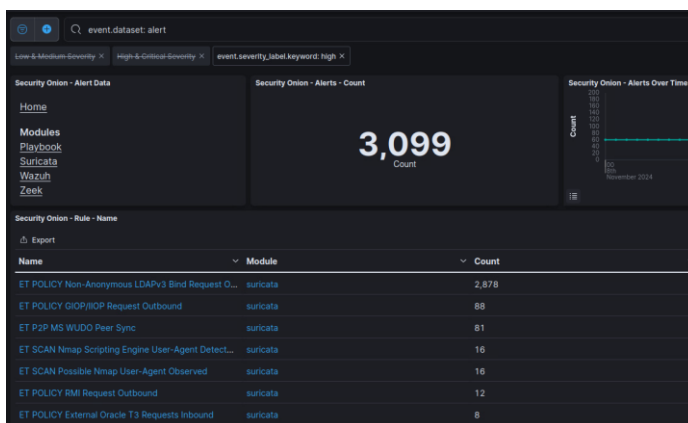 event.dataset: alert
Low & Medium Severity × High & Critical Severity × event.severity_label.keyword: high ×
Security Onion - Alert Data
Home
Modules
Playbook
Suricata
Wazuh
Zeek
Security Onion - Alerts - Count
3,099
Count
Security Onion - Alerts Over Time
Count
200
180
160
140
120
100
80
60
40
20
0
November 2024
Security Onion - Rule - Name
Export
Name Module Count
ET POLICY Non-Anonymous LDAPv3 Bind Request O... suricata 2,878
ET POLICY GIOP/IIOP Request Outbound suricata 88
ET P2P MS WUDO Peer Sync suricata 81
ET SCAN Nmap Scripting Engine User-Agent Detect... suricata 16
ET SCAN Possible Nmap User-Agent Observed suricata 16
ET POLICY RMI Request Outbound suricata 12
ET POLICY External Oracle T3 Requests Inbound suricata 8